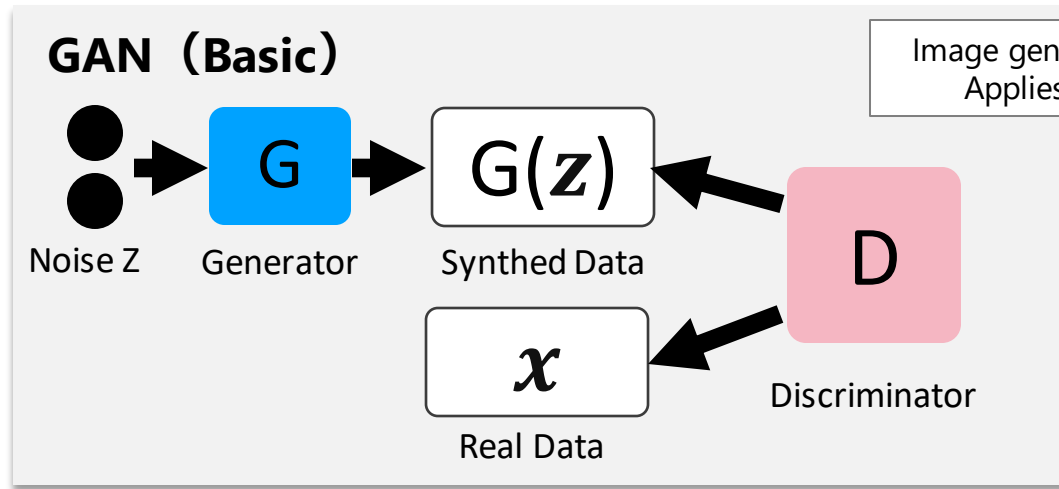 GAN（Basic）
Image gen
Applies
G
G(z)
D
Noise Z
Generator
Synthed Data
x
Discriminator
Real Data